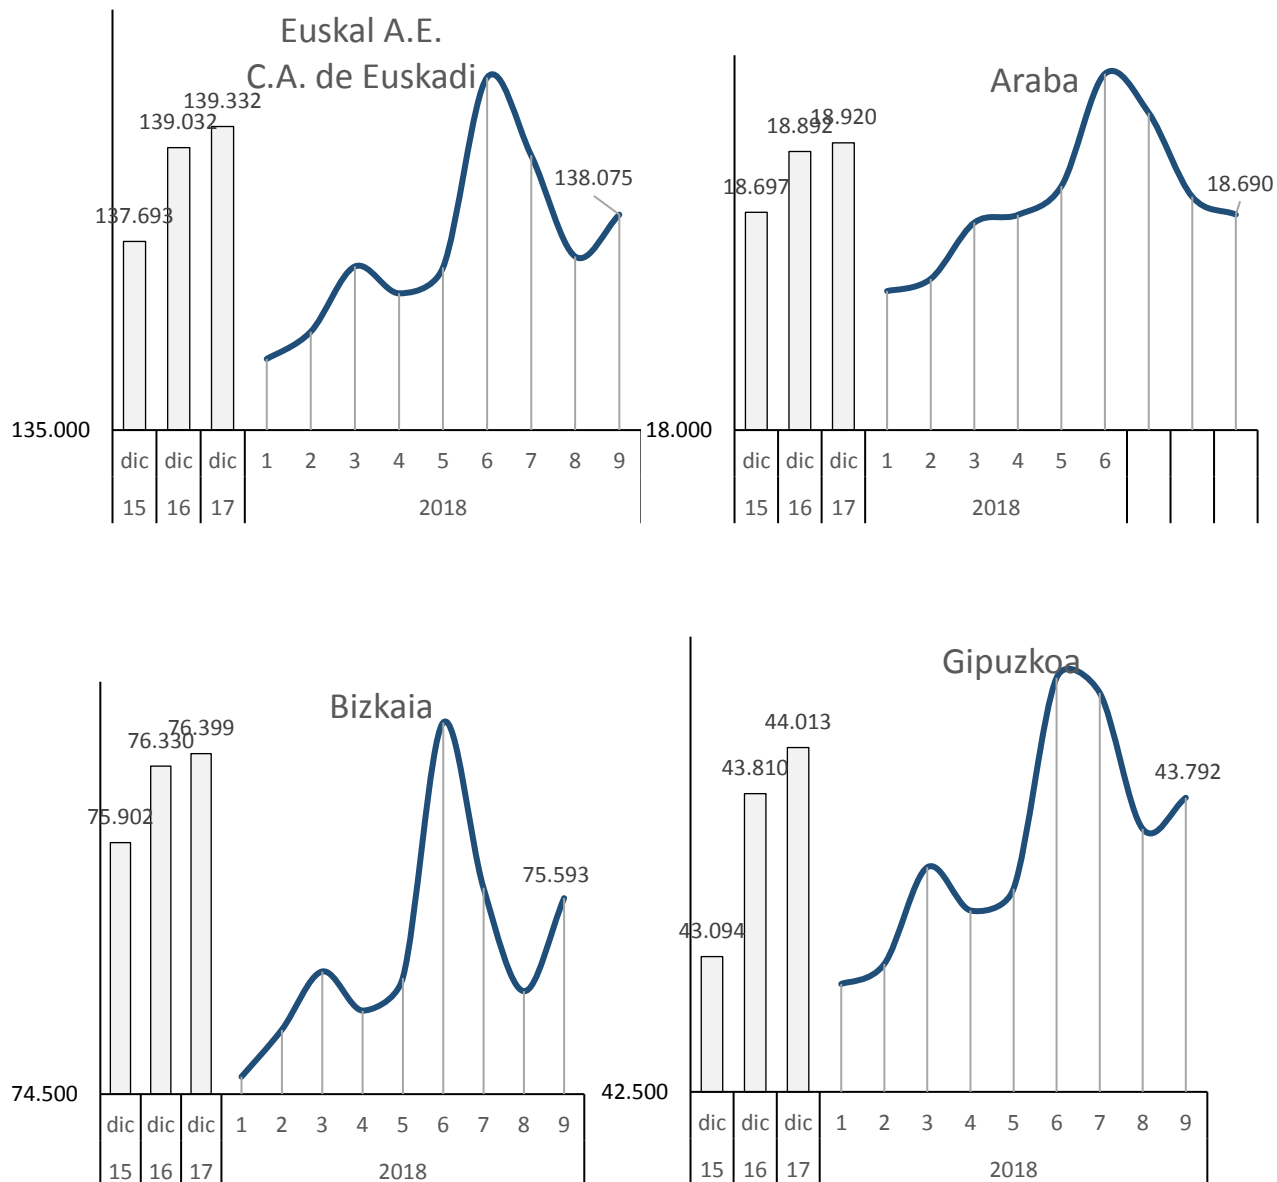 Euskal A.E.
C.A. de Euskadi
139.332
139.032
137.693
138.075
135.000
dic dic dic 1 2 3 4 5 6 7 8 9
15 16 17 2018
Araba
18.920
18.892
18.697
18.690
18.000
dic dic dic 1 2 3 4 5 6
15 16 17 2018
Bizkaia
76.399
76.330
75.902
75.593
74.500
dic dic dic 1 2 3 4 5 6 7 8 9
15 16 17 2018
Gipuzkoa
44.013
43.810
43.792
43.094
42.500
dic dic dic 1 2 3 4 5 6 7 8 9
15 16 17 2018